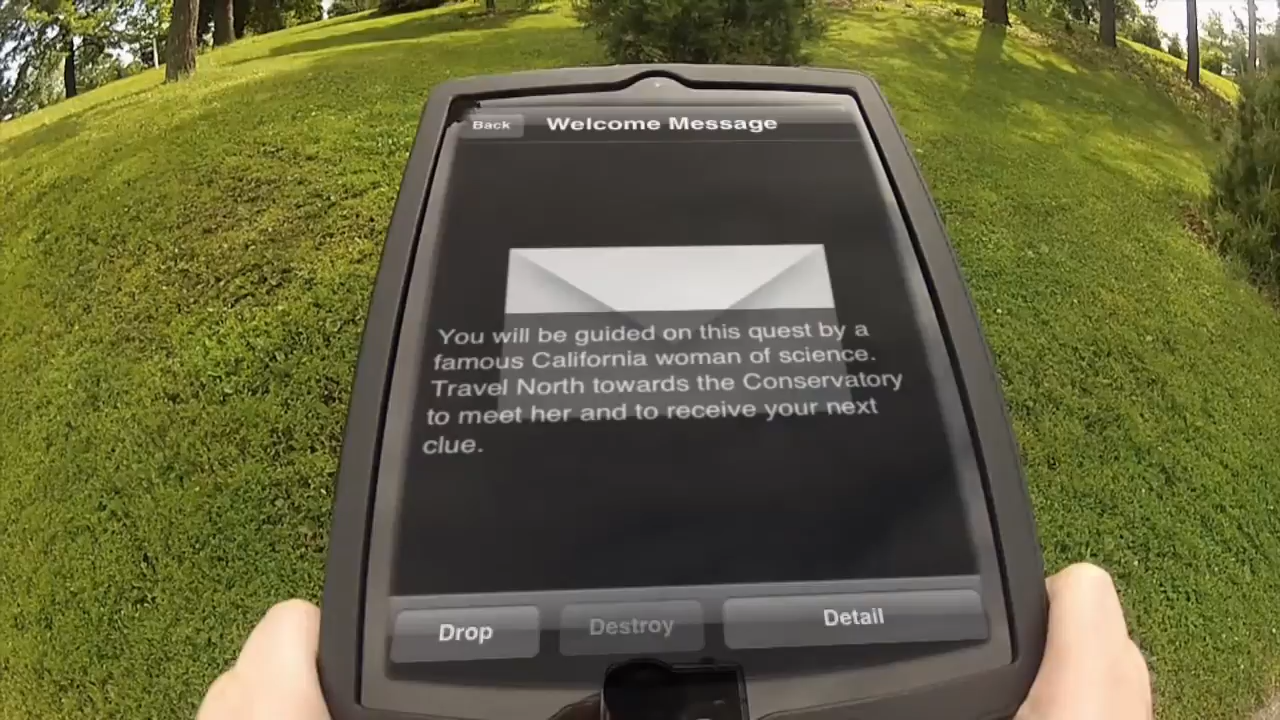 Back
Welcome Message
You will be guided on this quest by a
famous California woman of science.
Travel North towards the Conservatory
to meet her and to receive your next
clue.
Drop
Destroy
Detail